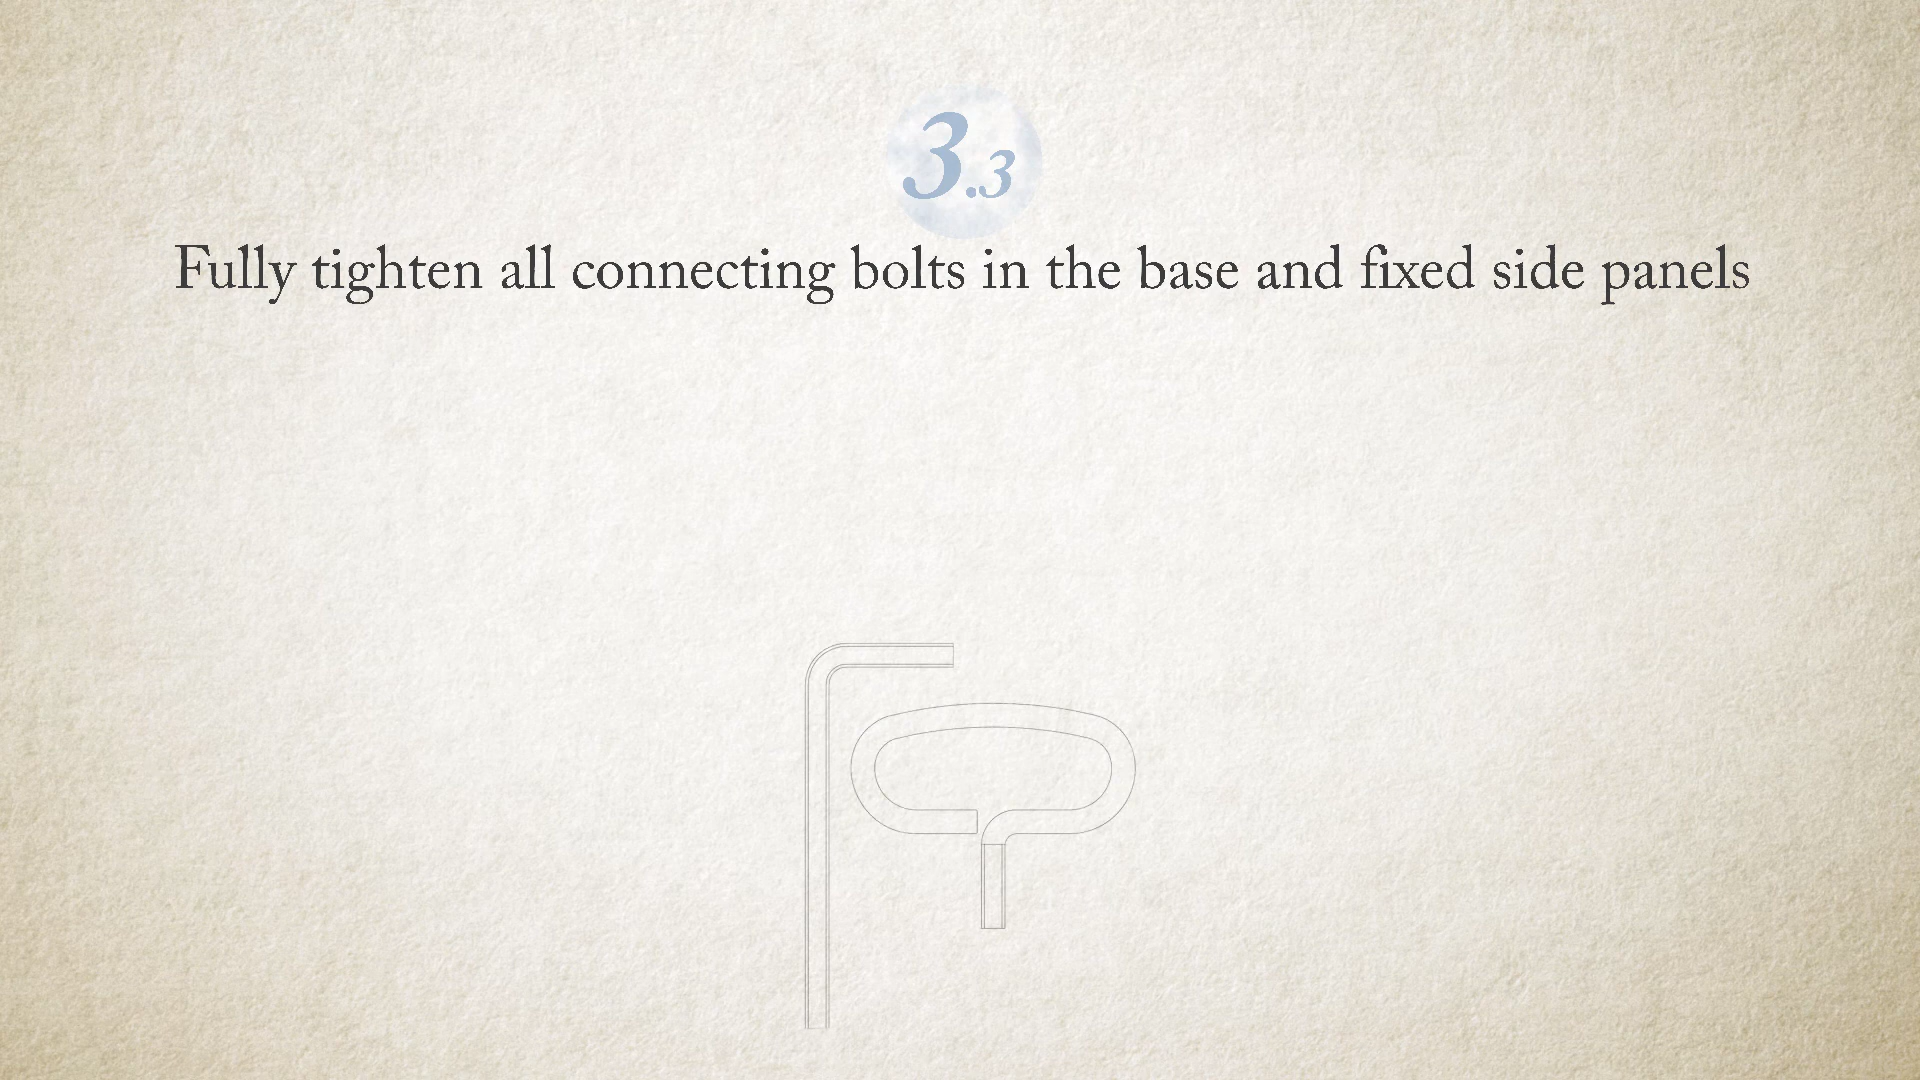 3.3
Fully tighten all connecting bolts in the base and fixed side panels